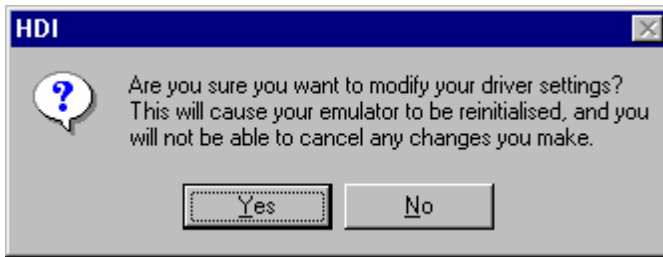 HDI
?
Are you sure you want to modify your driver settings?
This will cause your emulator to be reinitialised, and you
will not be able to cancel any changes you make.
Yes
No